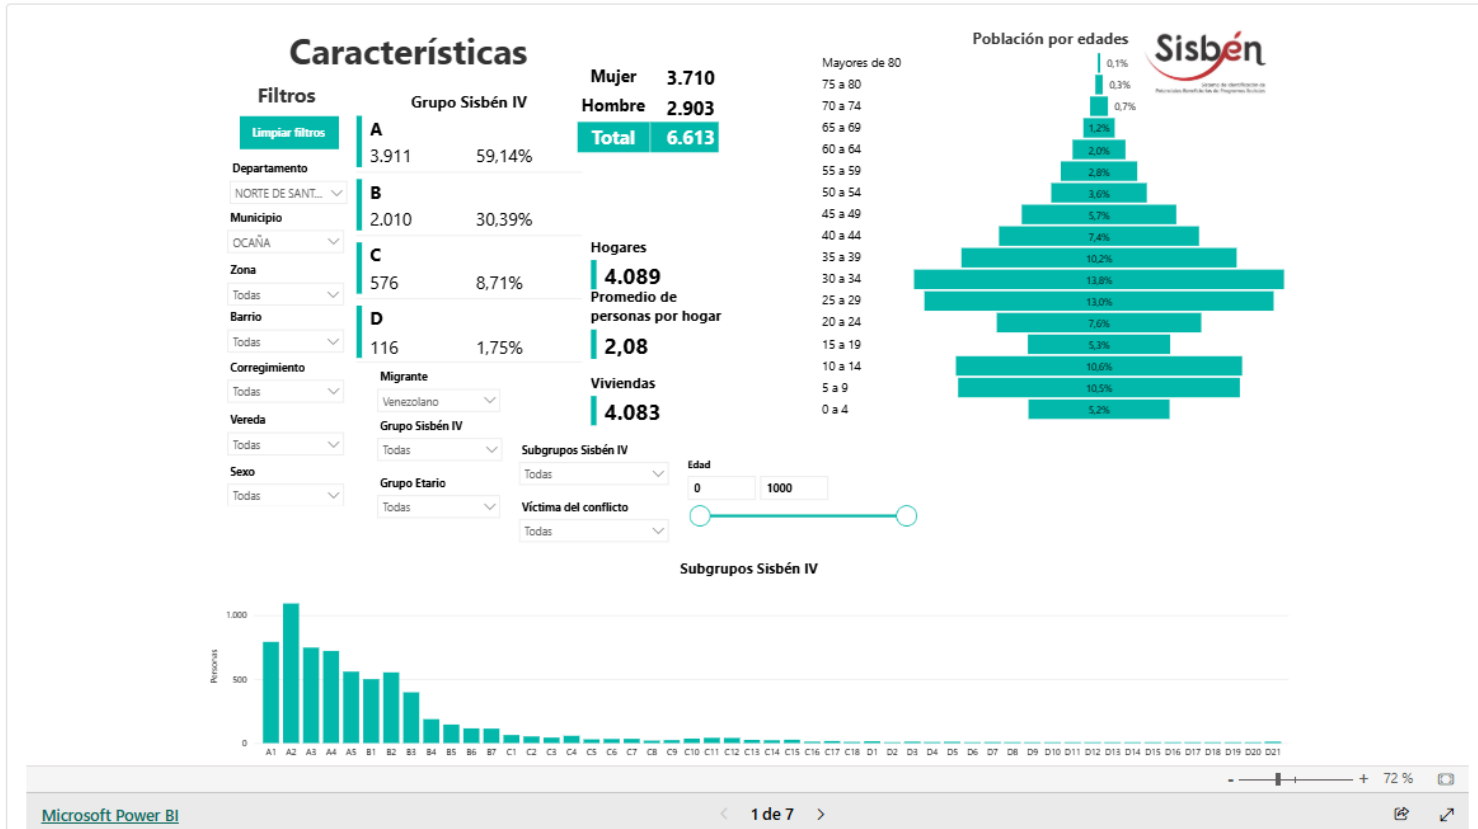 Características
Filtros
Limpiar filtros
Departamento
NORTE DE SANT...
Municipio
OCAÑA
Zona
Todas
Barrio
Todas
Corregimiento
Todas
Vereda
Todas
Sexo
Todas
Grupo Sisbén IV
A
3.911 59,14%
B
2.010 30,39%
C
576 8,71%
D
116 1,75%
Migrante
Venezolano
Grupo Sisbén IV
Todas
Grupo Etario
Todas
Mujer 3.710
Hombre 2.903
Total 6.613
Hogares
4.089
Promedio de
personas por hogar
2,08
Viviendas
4.083
Subgrupos Sisbén IV
Todas
Víctima del conflicto
Todas
Edad
0 1000
Población por edades
Sisbén
Sistema de Identificación de
Potenciales Beneficiarios de Programas Sociales
Mayores de 80 0,1%
75 a 80 0,3%
70 a 74 0,7%
65 a 69 1,2%
60 a 64 2,0%
55 a 59 2,8%
50 a 54 3,6%
45 a 49 5,7%
40 a 44 7,4%
35 a 39 10,2%
30 a 34 13,8%
25 a 29 13,0%
20 a 24 7,6%
15 a 19 5,3%
10 a 14 10,6%
5 a 9 10,5%
0 a 4 5,2%
Subgrupos Sisbén IV
Personas
1.000
500
0
A1 A2 A3 A4 A5 B1 B2 B3 B4 B5 B6 B7 C1 C2 C3 C4 C5 C6 C7 C8 C9 C10 C11 C12 C13 C14 C15 C16 C17 C18 D1 D2 D3 D4 D5 D6 D7 D8 D9 D10 D11 D12 D13 D14 D15 D16 D17 D18 D19 D20 D21
- + 72 %
Microsoft Power BI
1 de 7